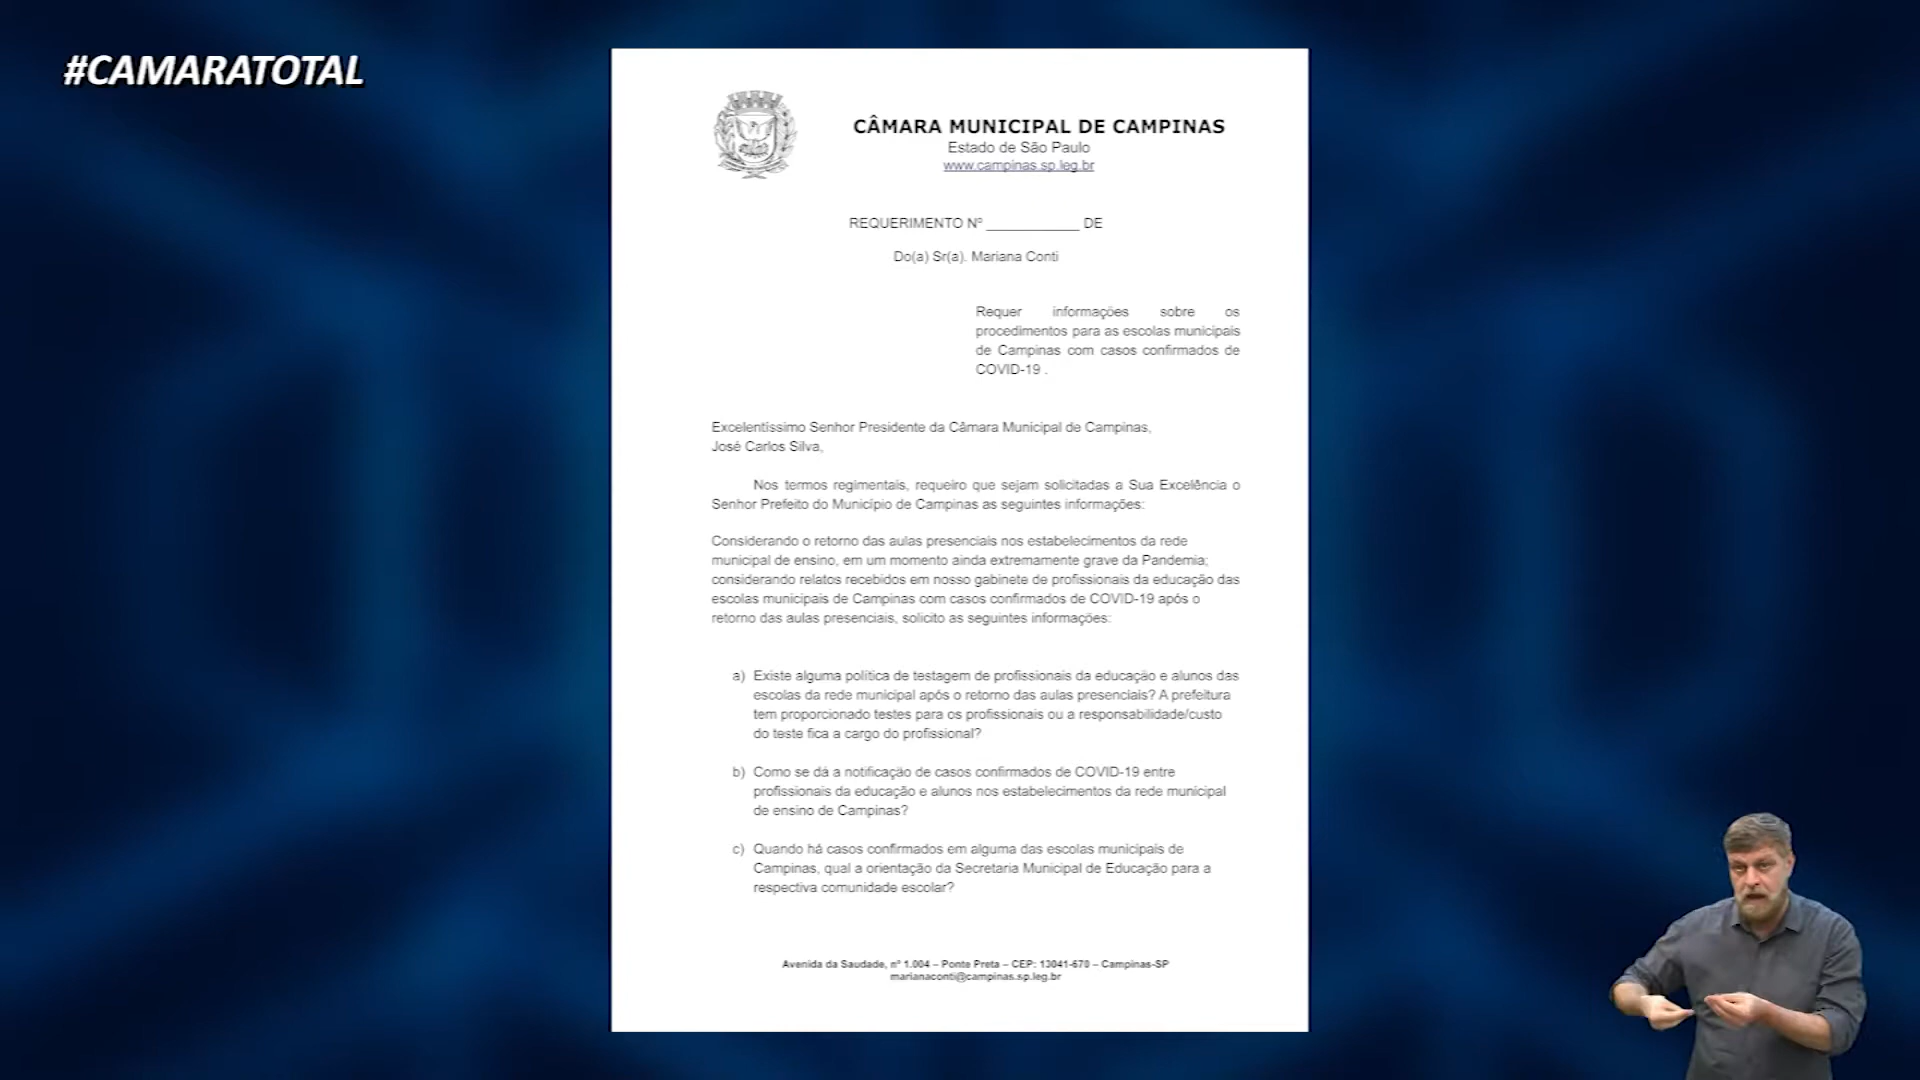 #CAMARATOTAL
CÂMARA MUNICIPAL DE CAMPINAS
Estado de São Paulo
www.campinas.sp.leg.br
REQUERIMENTO Nº ____________ DE
Do(a) Sr(a). Mariana Conti
Requer informações sobre os
procedimentos para as escolas municipais
de Campinas com casos confirmados de
COVID-19 .
Excelentíssimo Senhor Presidente da Câmara Municipal de Campinas,
José Carlos Silva,
Nos termos regimentais, requeiro que sejam solicitadas a Sua Excelência o
Senhor Prefeito do Município de Campinas as seguintes informações:
Considerando o retorno das aulas presenciais nos estabelecimentos da rede
municipal de ensino, em um momento ainda extremamente grave da Pandemia;
considerando relatos recebidos em nosso gabinete de profissionais da educação das
escolas municipais de Campinas com casos confirmados de COVID-19 após o
retorno das aulas presenciais, solicito as seguintes informações:
a) Existe alguma política de testagem de profissionais da educação e alunos das
escolas da rede municipal após o retorno das aulas presenciais? A prefeitura
tem proporcionado testes para os profissionais ou a responsabilidade/custo
do teste fica a cargo do profissional?
b) Como se dá a notificação de casos confirmados de COVID-19 entre
profissionais da educação e alunos nos estabelecimentos da rede municipal
de ensino de Campinas?
c) Quando há casos confirmados em alguma das escolas municipais de
Campinas, qual a orientação da Secretaria Municipal de Educação para a
respectiva comunidade escolar?
Avenida da Saudade, nº 1.004 – Ponte Preta – CEP: 13041-670 – Campinas-SP
marianaconti@campinas.sp.leg.br